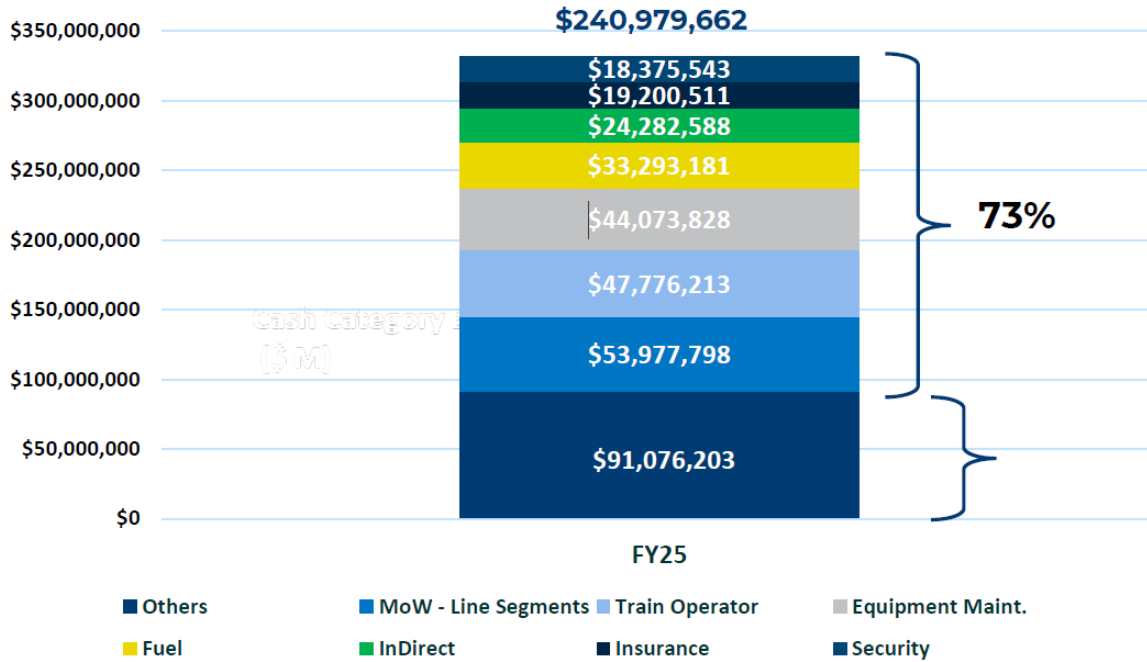 $240,979,662
$350,000,000
$300,000,000
$250,000,000
$200,000,000
$150,000,000
$100,000,000
$50,000,000
$0
$18,375,543
$19,200,511
$24,282,588
$33,293,181
$44,073,828
$47,776,213
$53,977,798
$91,076,203
73%
Cash Category
($ M)
FY25
Others
MoW - Line Segments
Train Operator
Equipment Maint.
Fuel
InDirect
Insurance
Security